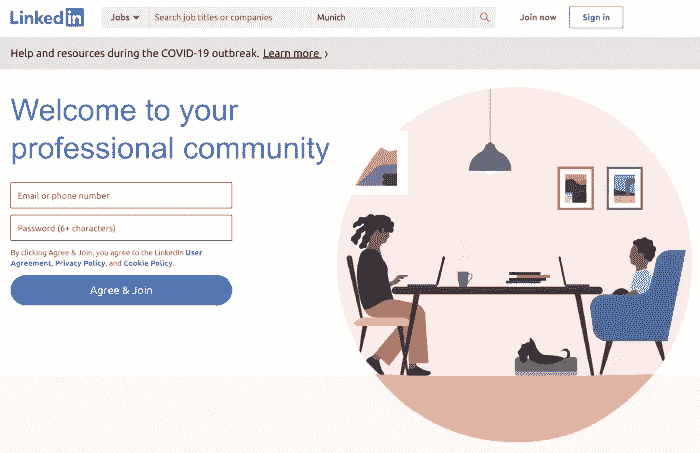 Linked in
Jobs Search job titles or companies Munich Join now Sign in
Help and resources during the COVID-19 outbreak. Learn more
Welcome to your
professional community
Email or phone number
Password (6+ characters)
By clicking Agree & Join, you agree to the LinkedIn User
Agreement, Privacy Policy, and Cookie Policy.
Agree & Join